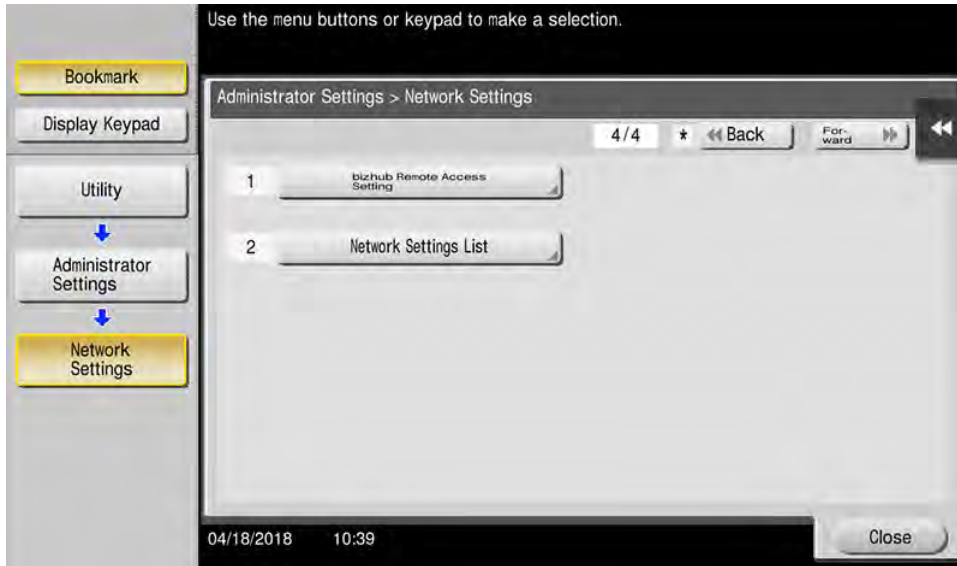 Use the menu buttons or keypad to make a selection.
Bookmark
Display Keypad
Utility
Administrator
Settings
Network
Settings
Administrator Settings > Network Settings
4/4 * Back For-
ward
1 bizhub Remote Access
Setting
2 Network Settings List
04/18/2018 10:39
Close